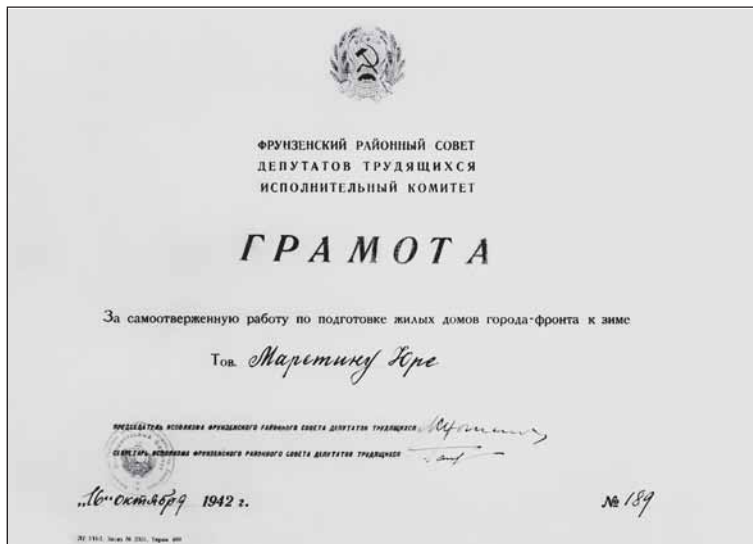 ФРУНЗЕНСКИЙ РАЙОННЫЙ СОВЕТ
ДЕПУТАТОВ ТРУДЯЩИХСЯ
ИСПОЛНИТЕЛЬНЫЙ КОМИТЕТ
ГРАМОТА
За самоотверженную работу по подготовке жилых домов города-фронта к зиме
Тов. Маретину Юре
ПРЕДСЕДАТЕЛЬ ИСПОЛКОМА ФРУНЗЕНСКОГО РАЙОННОГО СОВЕТА ДЕПУТАТОВ ТРУДЯЩИХСЯ
СЕКРЕТАРЬ ИСПОЛКОМА ФРУНЗЕНСКОГО РАЙОННОГО СОВЕТА ДЕПУТАТОВ ТРУДЯЩИХСЯ
„16“ октября 1942 г.
№ 189